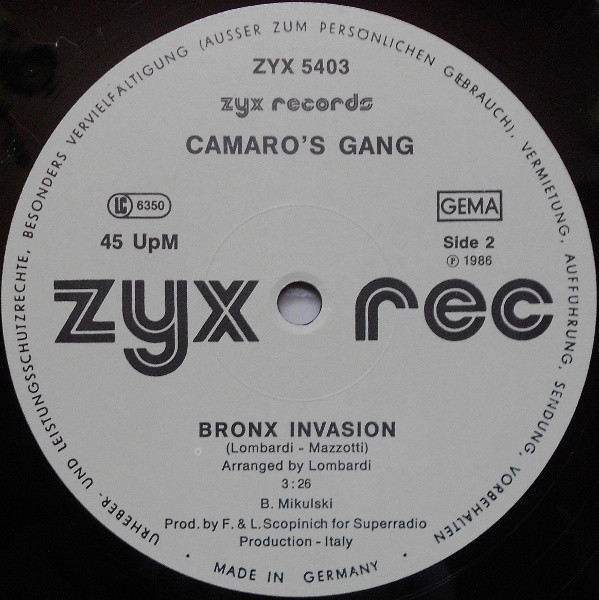 URHEBER- UND LEISTUNGSSCHUTZRECHTE, BESONDERS VERVIELFÄLTIGUNG (AUSSER ZUM PERSÖNLICHEN GEBRAUCH), VERMIETUNG, AUFFÜHRUNG, SENDUNG, VORBEHALTEN
ZYX 5403
zyx records
CAMARO'S GANG
LC 6350
GEMA
45 UpM
Side 2
℗ 1986
zyx rec
BRONX INVASION
(Lombardi - Mazzotti)
Arranged by Lombardi
3:26
B. Mikulski
Prod. by F. & L. Scopinich for Superradio
Production - Italy
· MADE IN GERMANY ·